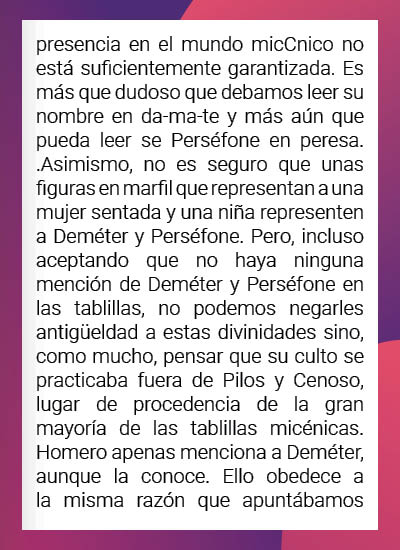 presencia en el mundo micCnico no
está suficientemente garantizada. Es
más que dudoso que debamos leer su
nombre en da-ma-te y más aún que
pueda leer se Perséfone en peresa.
.Asimismo, no es seguro que unas
figuras en marfil que representan a una
mujer sentada y una niña representen
a Deméter y Perséfone. Pero, incluso
aceptando que no haya ninguna
mención de Deméter y Perséfone en
las tablillas, no podemos negarles
antigüeldad a estas divinidades sino,
como mucho, pensar que su culto se
practicaba fuera de Pilos y Cenoso,
lugar de procedencia de la gran
mayoría de las tablillas micénicas.
Homero apenas menciona a Deméter,
aunque la conoce. Ello obedece a
la misma razón que apuntábamos